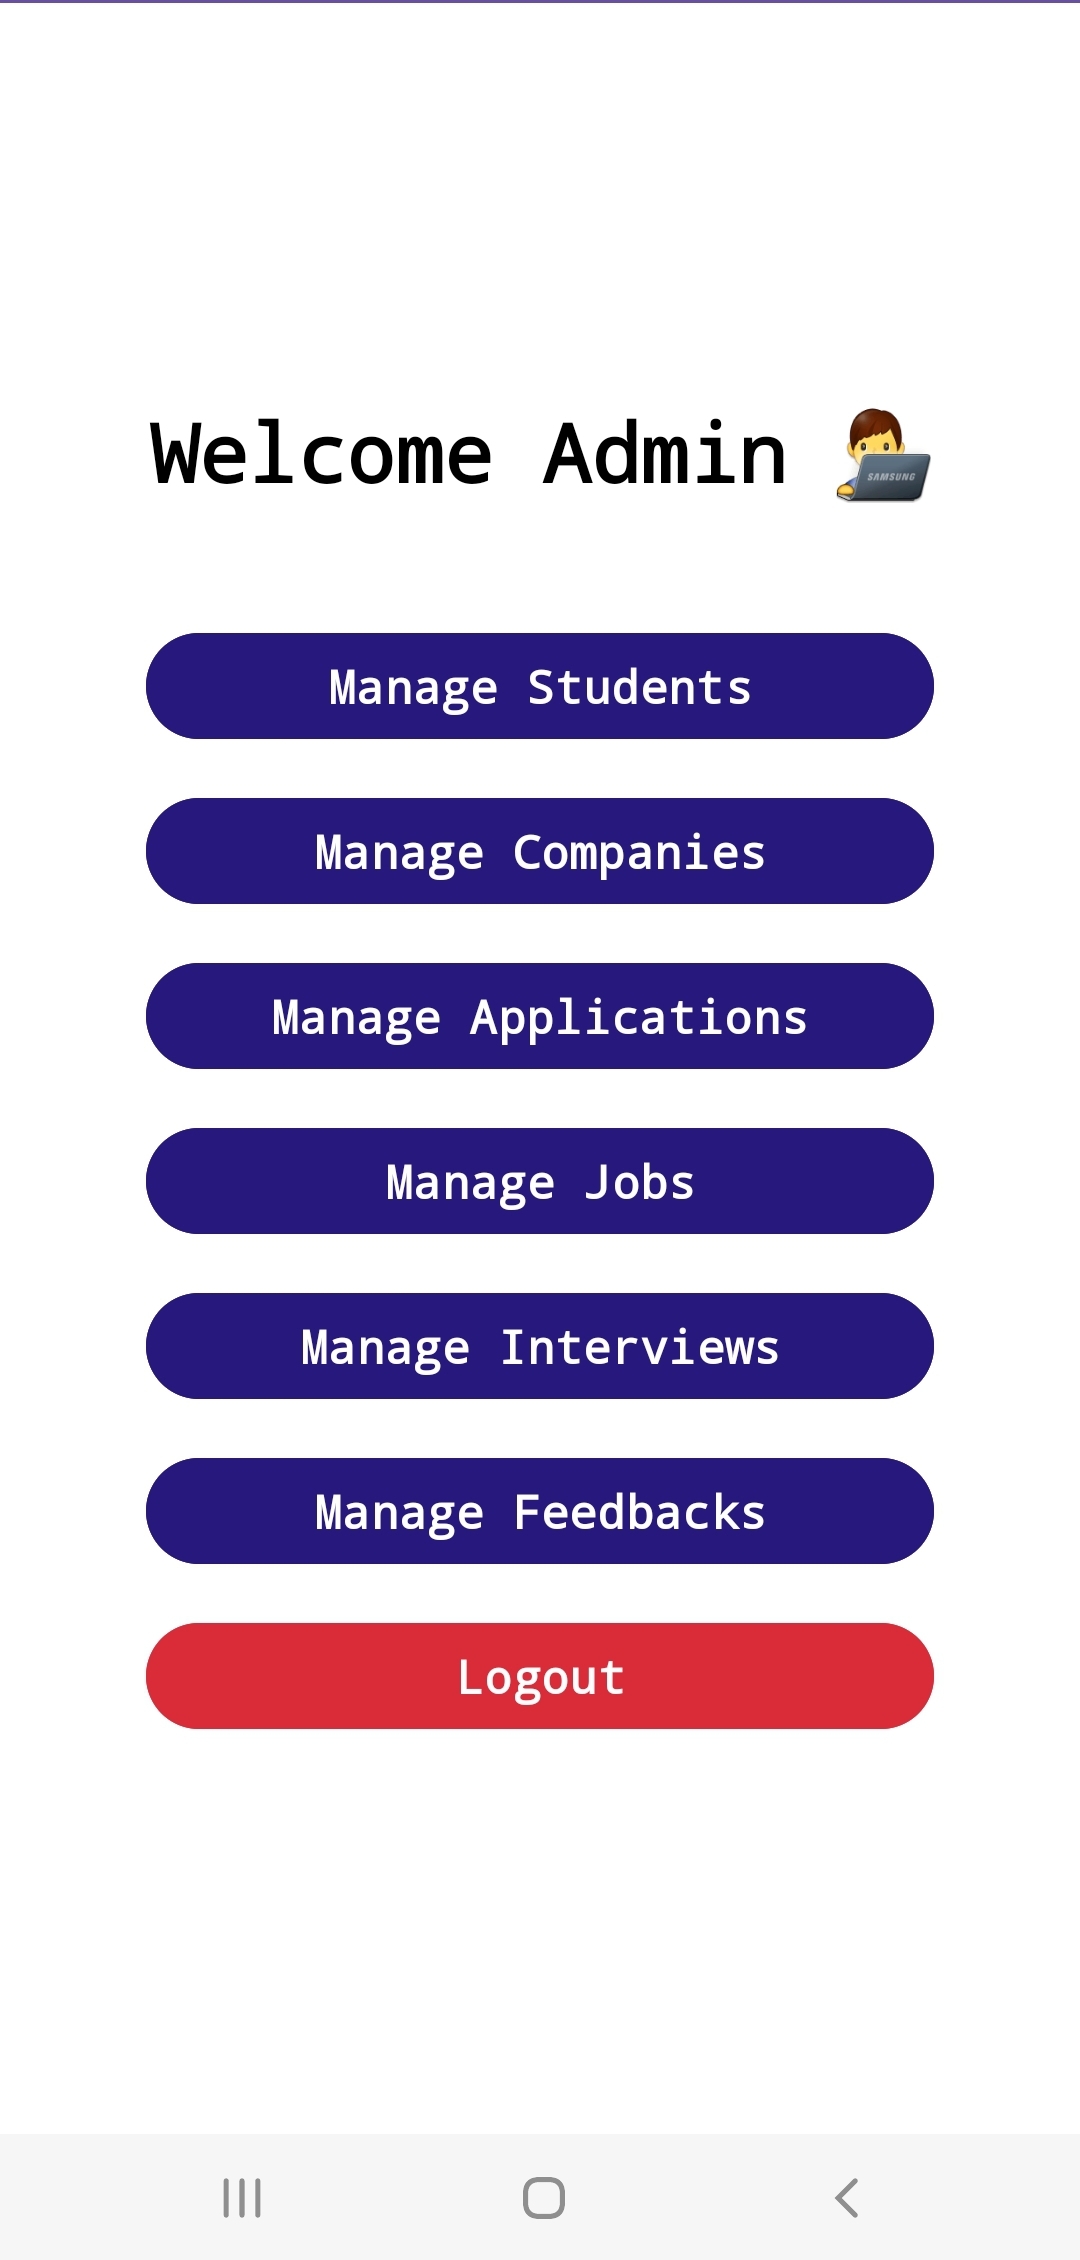 Welcome Admin 👨‍💻
SAMSUNG
Manage Students
Manage Companies
Manage Applications
Manage Jobs
Manage Interviews
Manage Feedbacks
Logout